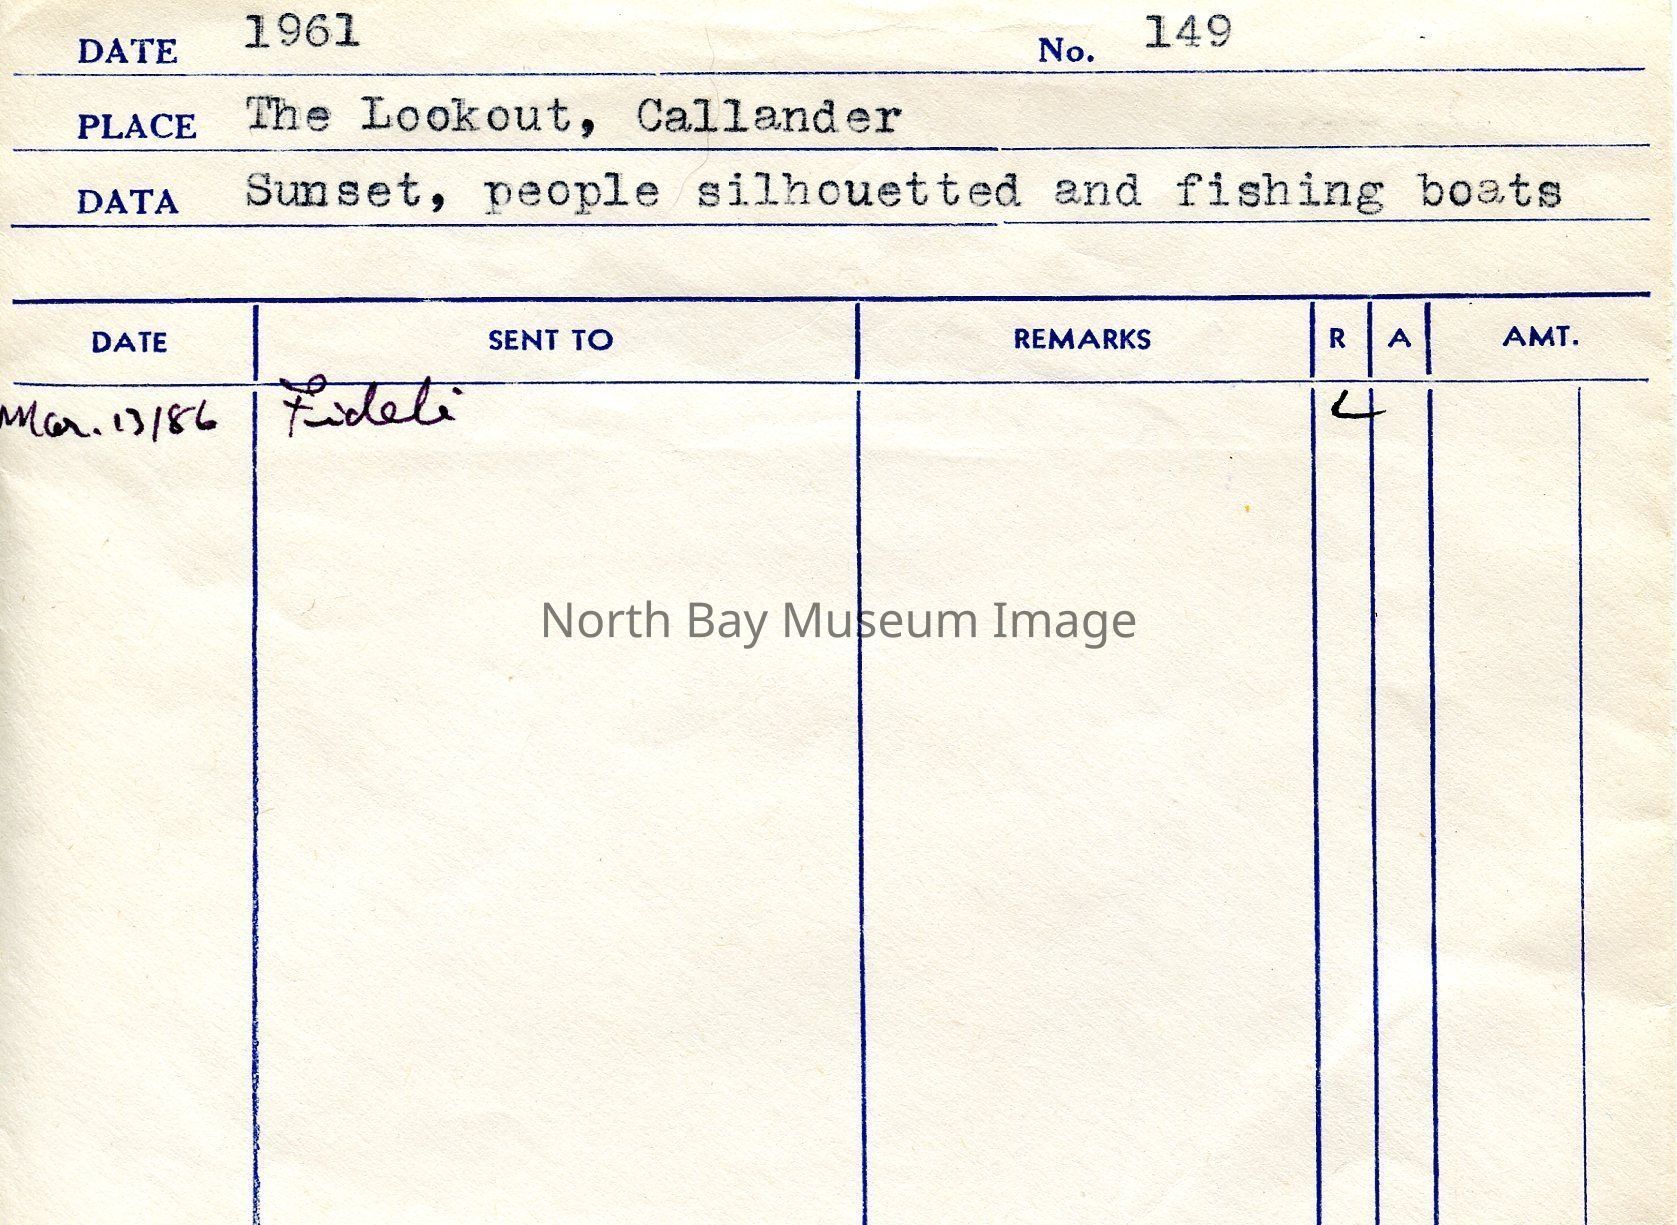 DATE 1961 No. 149
PLACE The Lookout, Callander
DATA Sunset, people silhouetted and fishing boats
DATE SENT TO REMARKS R A AMT.
Mar. 13/86 Fideli
North Bay Museum Image